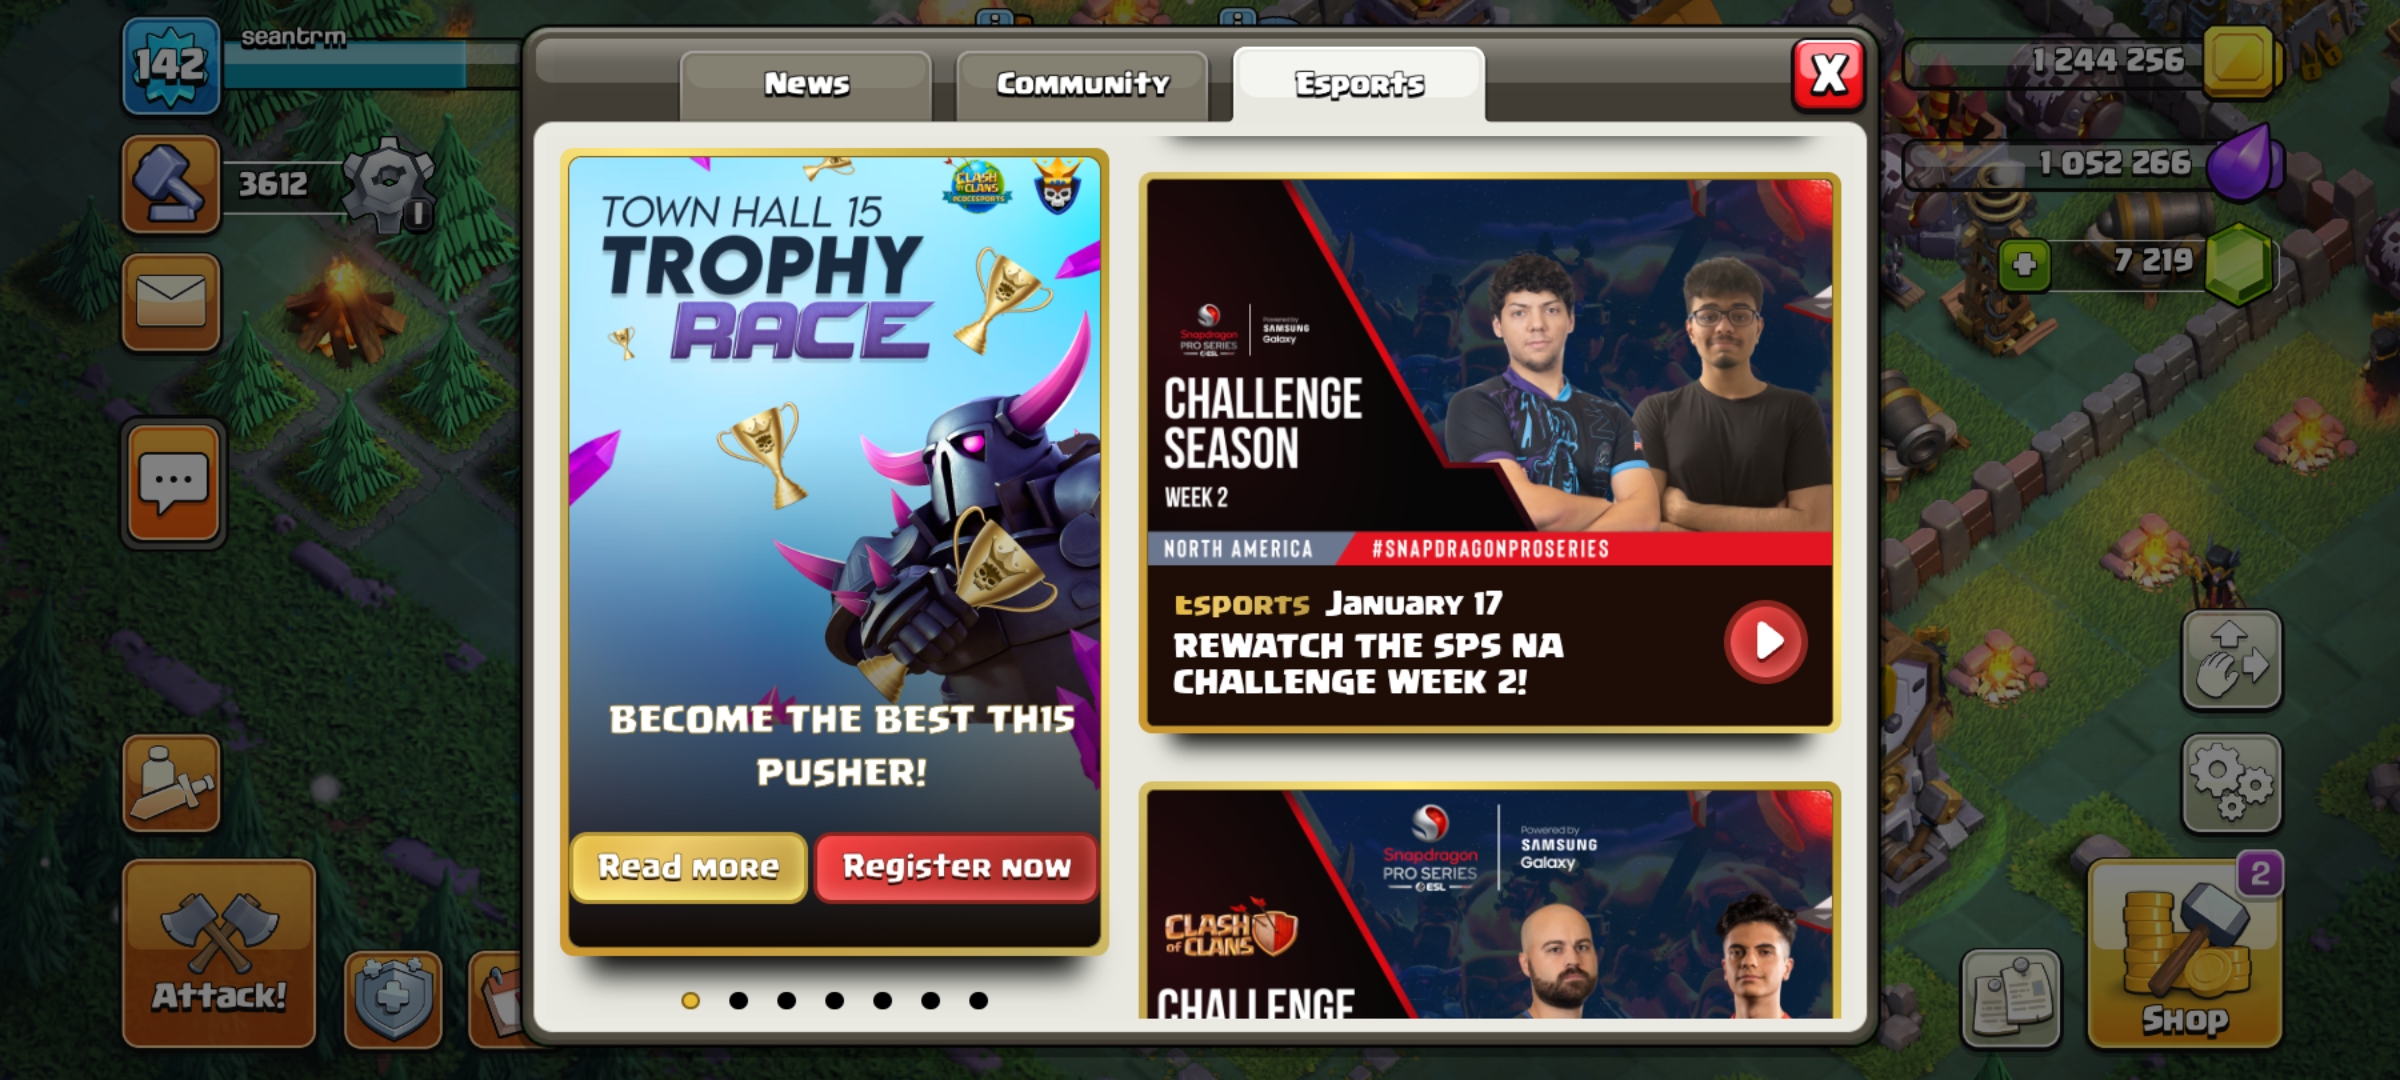 142
seantrm
3612
1
News
Community
Esports
X
1 244 256
1 052 266
7 219
TOWN HALL 15
TROPHY
RACE
CLASH
of CLANS
#COCESPORTS
BECOME THE BEST TH15
PUSHER!
Read more
Register now
Snapdragon
PRO SERIES
ESL
Powered by
SAMSUNG
Galaxy
CHALLENGE
SEASON
WEEK 2
NORTH AMERICA
#SNAPDRAGONPROSERIES
Esports January 17
REWATCH THE SPS NA
CHALLENGE WEEK 2!
Snapdragon
PRO SERIES
ESL
Powered by
SAMSUNG
Galaxy
CLASH
of CLANS
CHALLENGE
Attack!
2
Shop